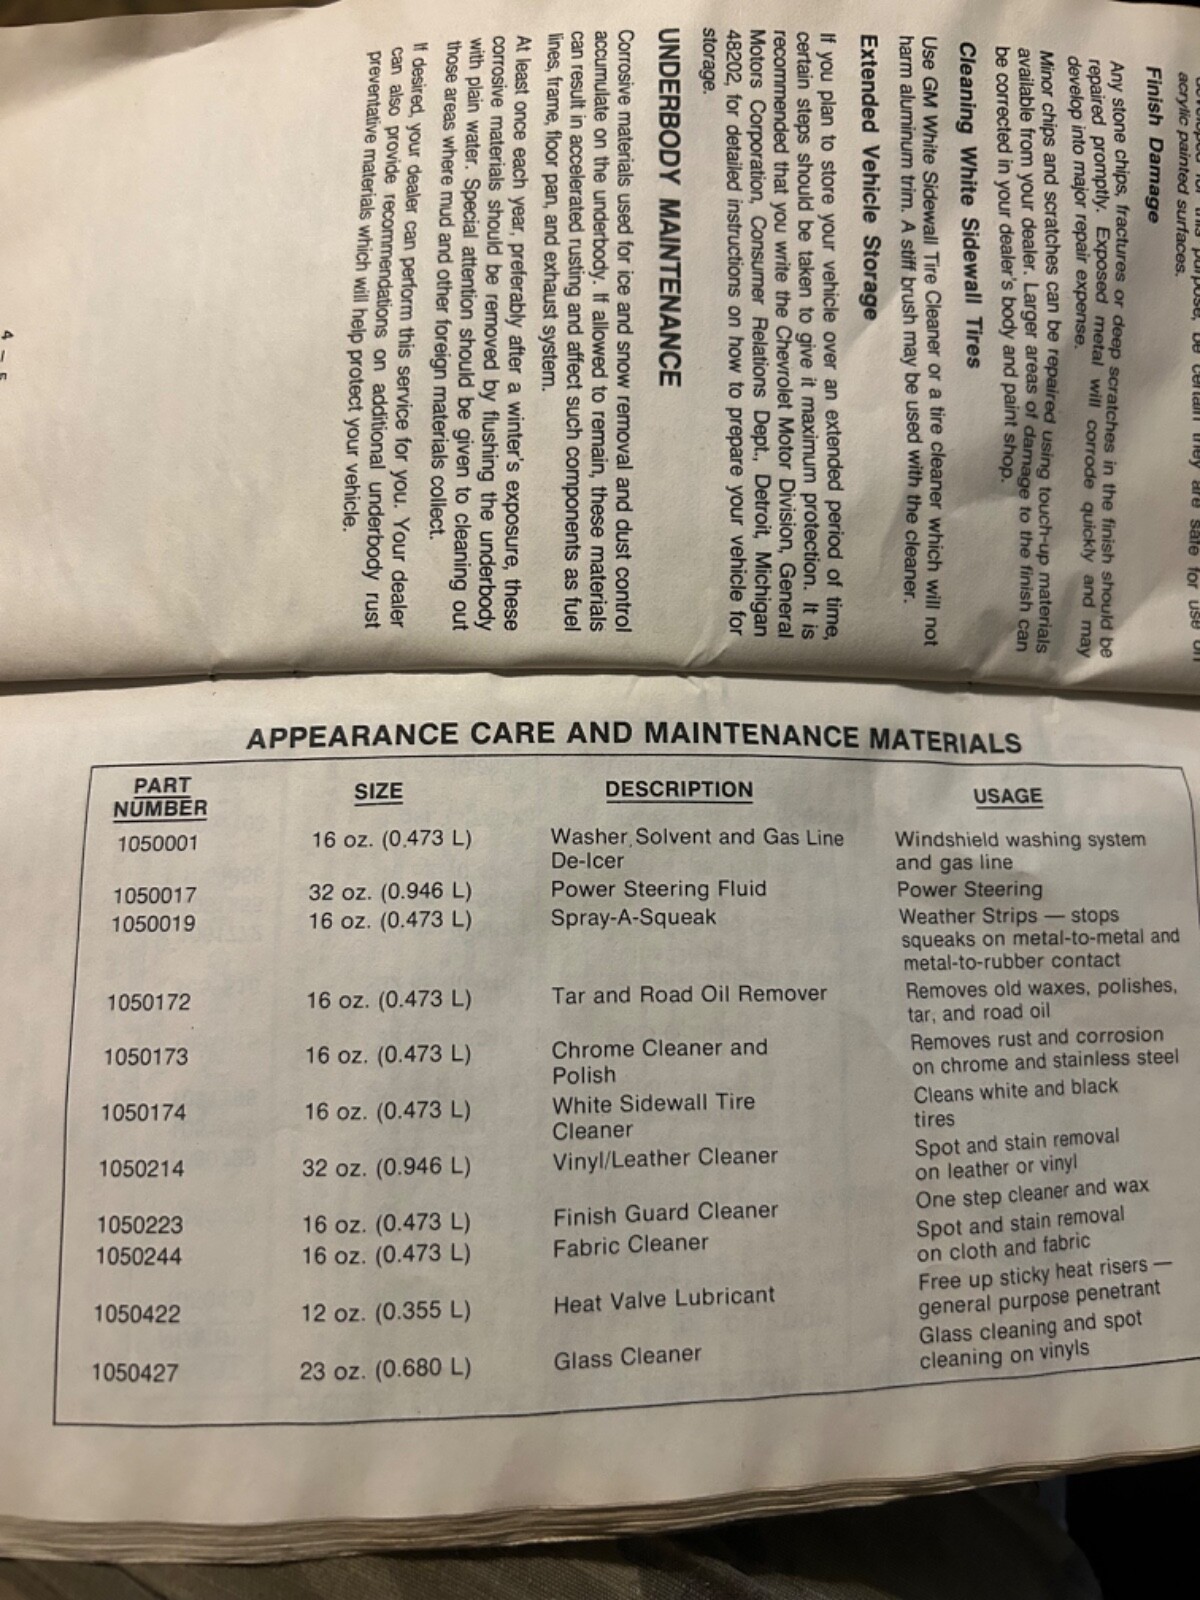 acrylic painted surfaces.
Finish Damage
Any stone chips, fractures or deep scratches in the finish should be
repaired promptly. Exposed metal will corrode quickly and may
develop into major repair expense.
Minor chips and scratches can be repaired using touch-up materials
available from your dealer. Larger areas of damage to the finish can
be corrected in your dealer's body and paint shop.
Cleaning White Sidewall Tires
Use GM White Sidewall Tire Cleaner or a tire cleaner which will not
harm aluminum trim. A stiff brush may be used with the cleaner.
Extended Vehicle Storage
If you plan to store your vehicle over an extended period of time,
certain steps should be taken to give it maximum protection. It is
recommended that you write the Chevrolet Motor Division, General
Motors Corporation, Consumer Relations Dept., Detroit, Michigan
48202, for detailed instructions on how to prepare your vehicle for
storage.
UNDERBODY MAINTENANCE
Corrosive materials used for ice and snow removal and dust control
accumulate on the underbody. If allowed to remain, these materials
can result in accelerated rusting and affect such components as fuel
lines, frame, floor pan, and exhaust system.
At least once each year, preferably after a winter's exposure, these
corrosive materials should be removed by flushing the underbody
with plain water. Special attention should be given to cleaning out
those areas where mud and other foreign materials collect.
If desired, your dealer can perform this service for you. Your dealer
can also provide recommendations on additional underbody rust
preventative materials which will help protect your vehicle.
APPEARANCE CARE AND MAINTENANCE MATERIALS
PART NUMBER SIZE DESCRIPTION USAGE
1050001 16 oz. (0.473 L) Washer Solvent and Gas Line Windshield washing system
De-Icer and gas line
1050017 32 oz. (0.946 L) Power Steering Fluid Power Steering
1050019 16 oz. (0.473 L) Spray-A-Squeak Weather Strips — stops
squeaks on metal-to-metal and
metal-to-rubber contact
1050172 16 oz. (0.473 L) Tar and Road Oil Remover Removes old waxes, polishes,
tar, and road oil
1050173 16 oz. (0.473 L) Chrome Cleaner and Removes rust and corrosion
Polish on chrome and stainless steel
1050174 16 oz. (0.473 L) White Sidewall Tire Cleans white and black
Cleaner tires
1050214 32 oz. (0.946 L) Vinyl/Leather Cleaner Spot and stain removal
on leather or vinyl
1050223 16 oz. (0.473 L) Finish Guard Cleaner One step cleaner and wax
1050244 16 oz. (0.473 L) Fabric Cleaner Spot and stain removal
on cloth and fabric
1050422 12 oz. (0.355 L) Heat Valve Lubricant Free up sticky heat risers —
general purpose penetrant
1050427 23 oz. (0.680 L) Glass Cleaner Glass cleaning and spot
cleaning on vinyls